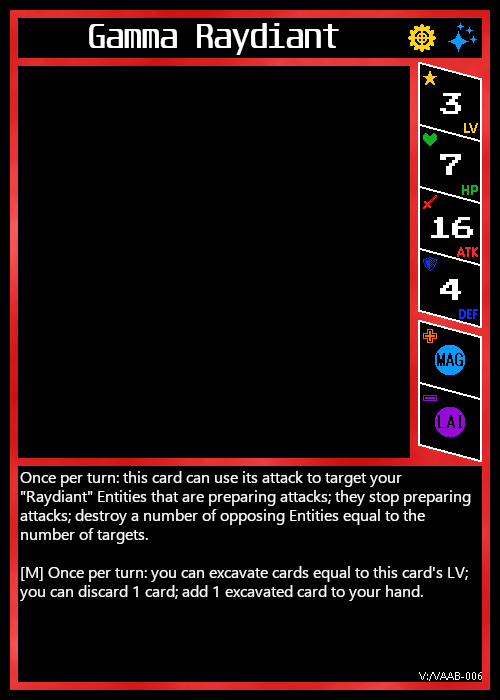 Gamma Raydiant
3
LV
7
HP
16
ATK
4
DEF
MAG
LAI
Once per turn: this card can use its attack to target your
"Raydiant" Entities that are preparing attacks; they stop preparing
attacks; destroy a number of opposing Entities equal to the
number of targets.
[M] Once per turn: you can excavate cards equal to this card's LV;
you can discard 1 card; add 1 excavated card to your hand.
V:/VAAB-006